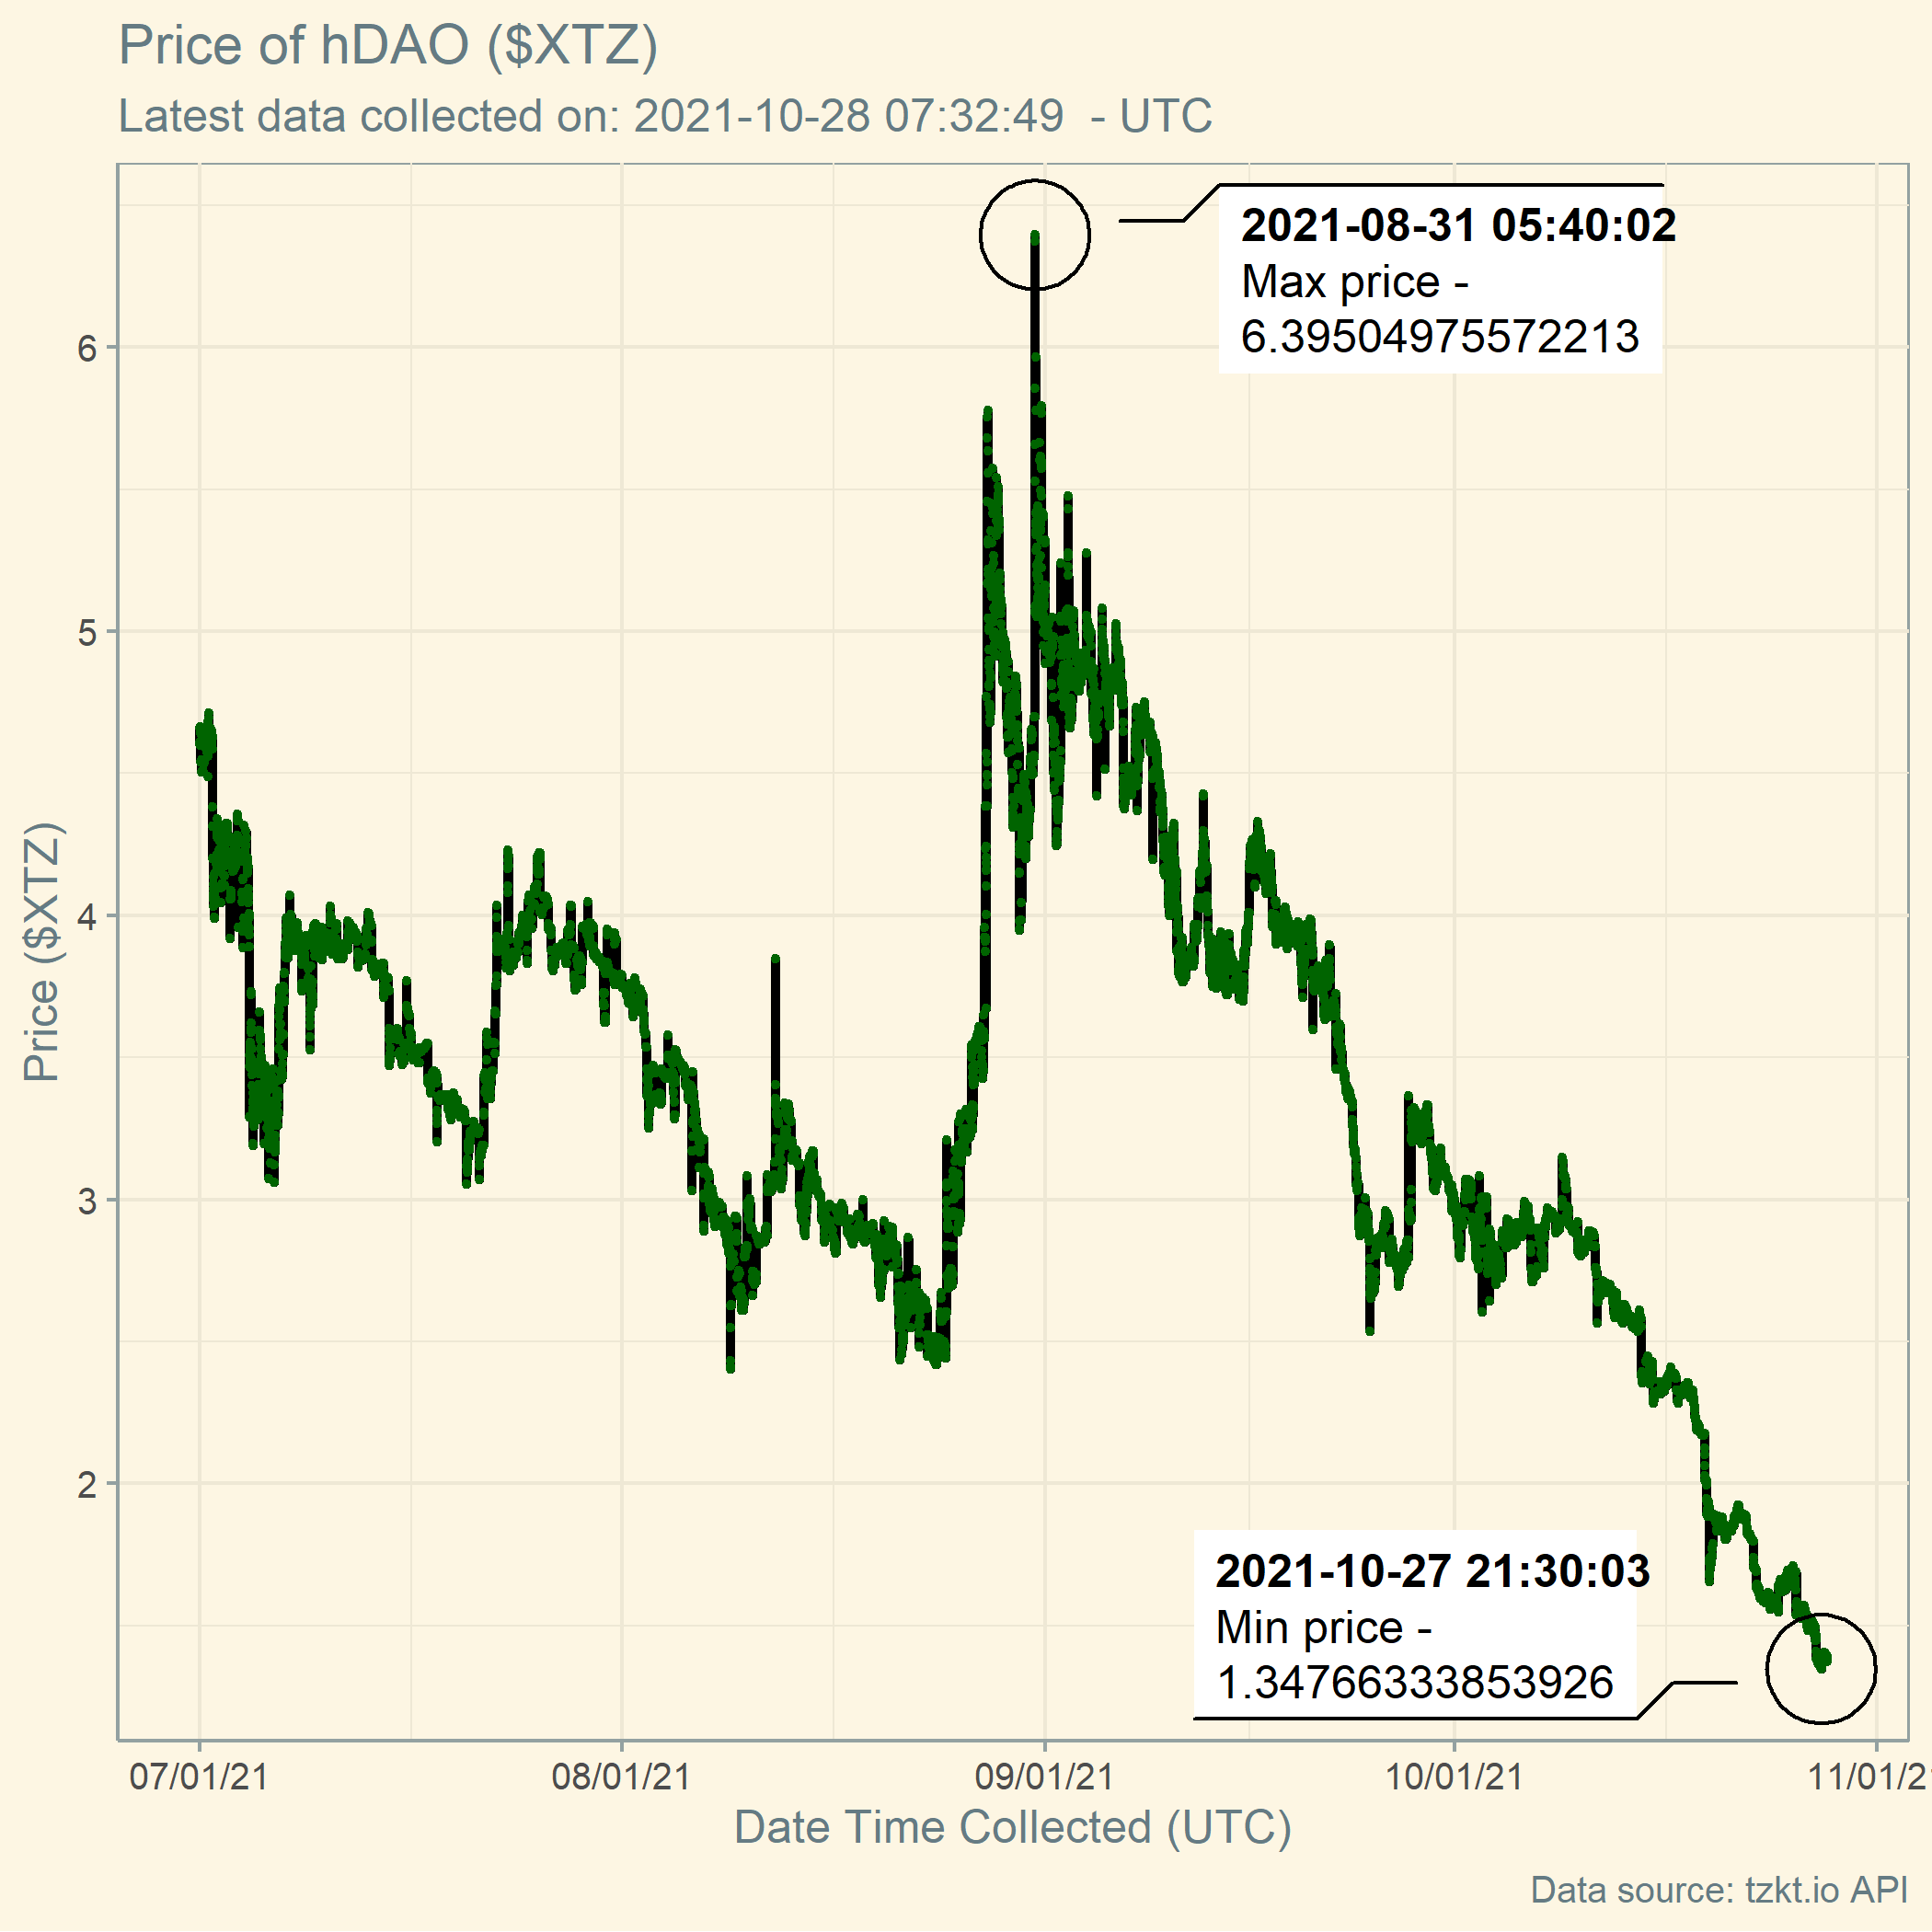 Price of hDAO ($XTZ)
Latest data collected on: 2021-10-28 07:32:49 - UTC
2021-08-31 05:40:02
Max price -
6.39504975572213
6
5
4
3
2
Price ($XTZ)
2021-10-27 21:30:03
Min price -
1.34766333853926
07/01/21
08/01/21
09/01/21
10/01/21
11/01/2
Date Time Collected (UTC)
Data source: tzkt.io API